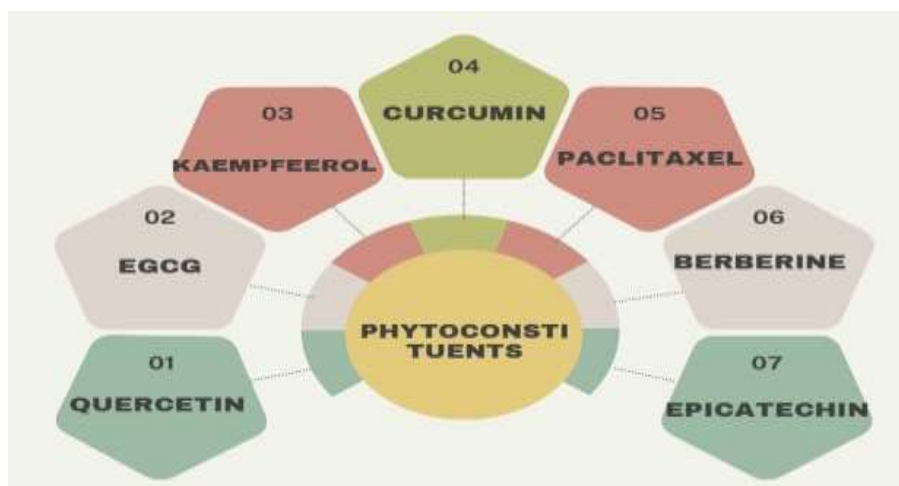 04
CURCUMIN
03
KAEMPFEEROL
05
PACLITAXEL
02
EGCG
06
BERBERINE
PHYTOCONSTI
TUENTS
01
QUERCETIN
07
EPICATECHIN